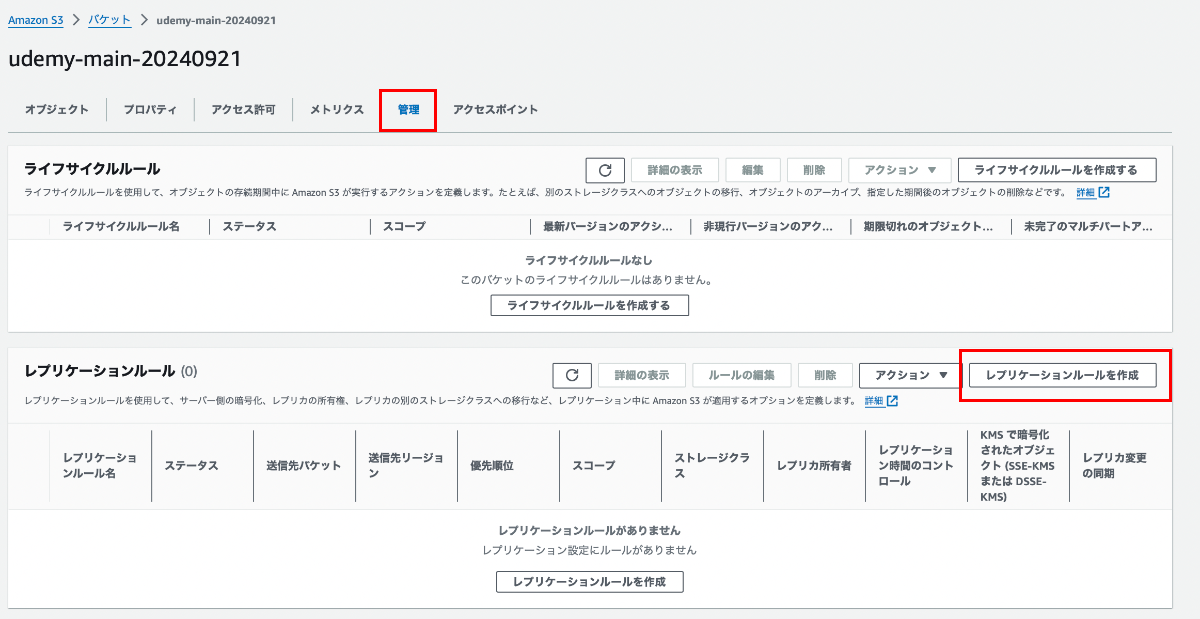 Amazon S3 > バケット > udemy-main-20240921
udemy-main-20240921
オブジェクト プロパティ アクセス許可 メトリクス 管理 アクセスポイント
ライフサイクルルール 詳細の表示 編集 削除 アクション ▼ ライフサイクルルールを作成する
ライフサイクルルールを使用して、オブジェクトの存続期間中に Amazon S3 が実行するアクションを定義します。たとえば、別のストレージクラスへのオブジェクトの移行、オブジェクトのアーカイブ、指定した期間後のオブジェクトの削除などです。 詳細
ライフサイクルルール名 ステータス スコープ 最新バージョンのアクシ... 非現行バージョンのアク... 期限切れのオブジェクト... 未完了のマルチパートア...
ライフサイクルルールなし
このバケットのライフサイクルルールはありません。
ライフサイクルルールを作成する
レプリケーションルール (0) 詳細の表示 ルールの編集 削除 アクション ▼ レプリケーションルールを作成
レプリケーションルールを使用して、サーバー側の暗号化、レプリカの所有権、レプリカの別のストレージクラスへの移行など、レプリケーション中に Amazon S3 が適用するオプションを定義します。 詳細
レプリケーショ
ンルール名
ステータス
送信先バケット
送信先リージョ
ン
優先順位
スコープ
ストレージクラ
ス
レプリカ所有者
レプリケーショ
ン時間のコント
ロール
KMS で暗号化
されたオブジェ
クト (SSE-KMS
または DSSE-
KMS)
レプリカ変更
の同期
レプリケーションルールがありません
レプリケーション設定にルールがありません
レプリケーションルールを作成